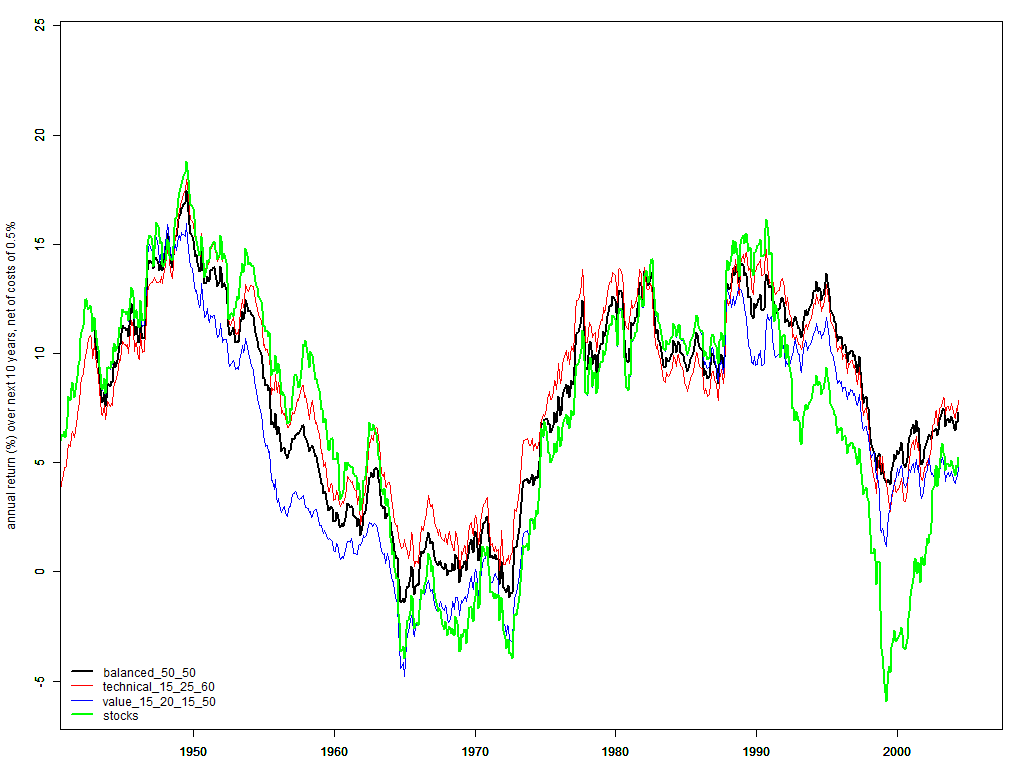 annual return (%) over next 10 years, net of costs of 0.5%
25
20
15
10
5
0
-5
balanced_50_50
technical_15_25_60
value_15_20_15_50
stocks
1950 1960 1970 1980 1990 2000